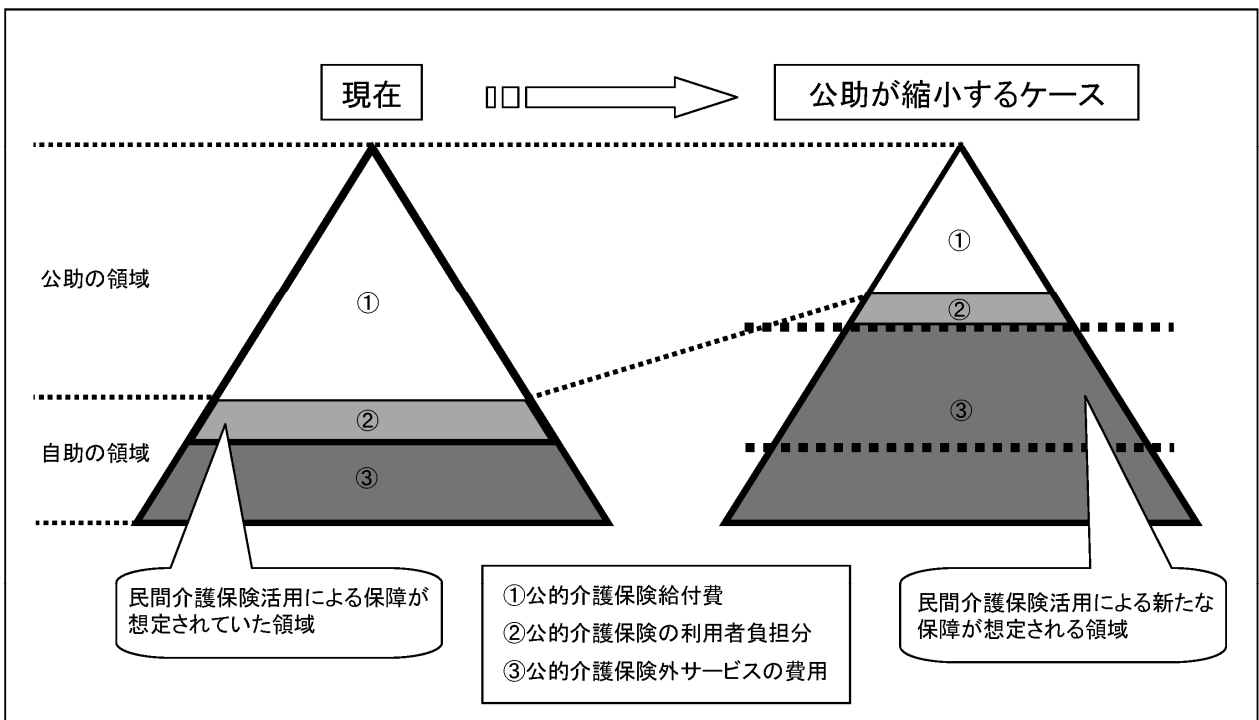 現在
公助が縮小するケース
公助の領域
自助の領域
①
②
③
①
②
③
民間介護保険活用による保障が
想定されていた領域
①公的介護保険給付費
②公的介護保険の利用者負担分
③公的介護保険外サービスの費用
民間介護保険活用による新たな
保障が想定される領域